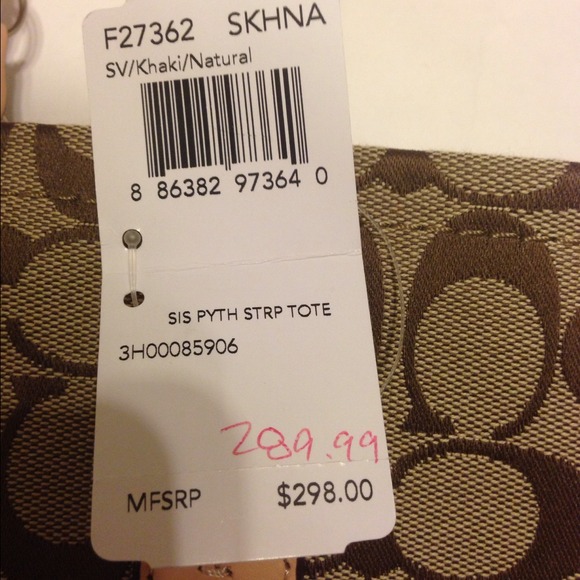 F27362 SKHNA
SV/Khaki/Natural
8 86382 97364 0
SIS PYTH STRP TOTE
3H00085906
289.99
MFSRP $298.00